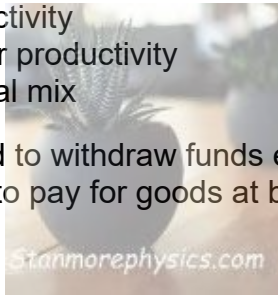 ctivity
productivity
al mix
to withdraw funds
to pay for goods at b
Stanmorephysics.com